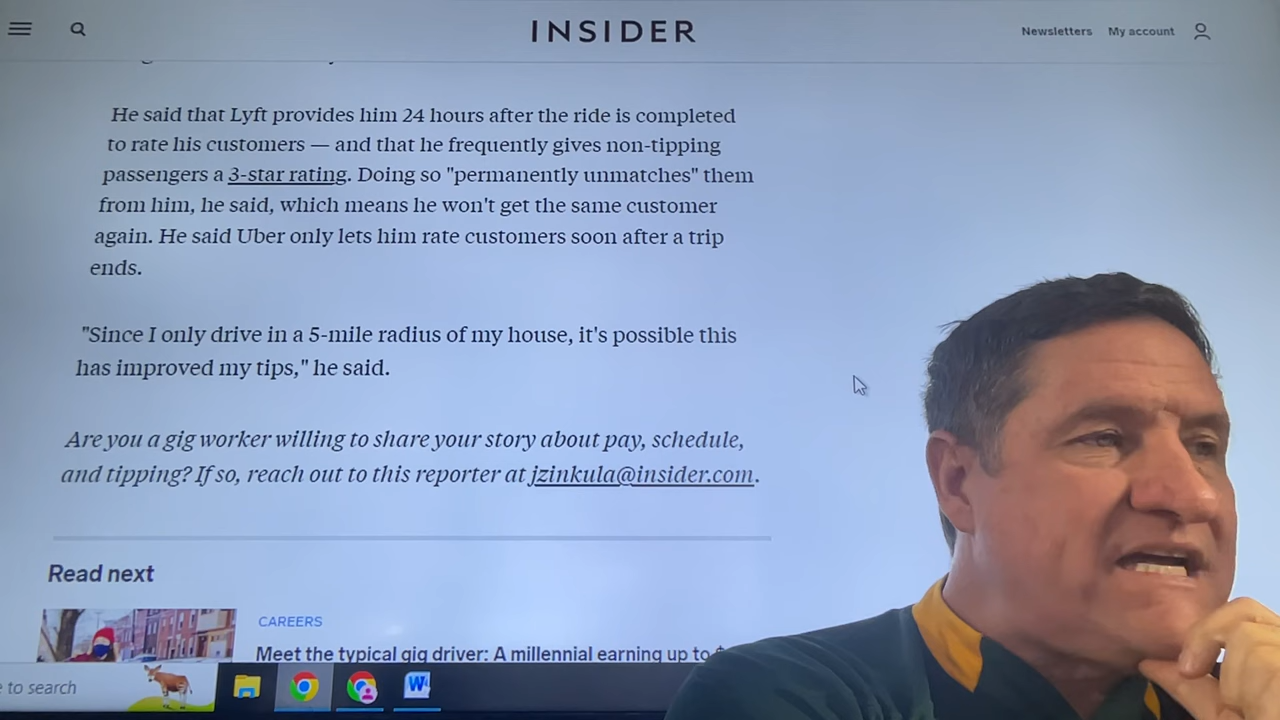 INSIDER
Newsletters My account
He said that Lyft provides him 24 hours after the ride is completed
to rate his customers — and that he frequently gives non-tipping
passengers a 3-star rating. Doing so "permanently unmatches" them
from him, he said, which means he won't get the same customer
again. He said Uber only lets him rate customers soon after a trip
ends.
"Since I only drive in a 5-mile radius of my house, it's possible this
has improved my tips," he said.
Are you a gig worker willing to share your story about pay, schedule,
and tipping? If so, reach out to this reporter at jzinkula@insider.com.
Read next
CAREERS
Meet the typical gig driver: A millennial earning up to
to search
W